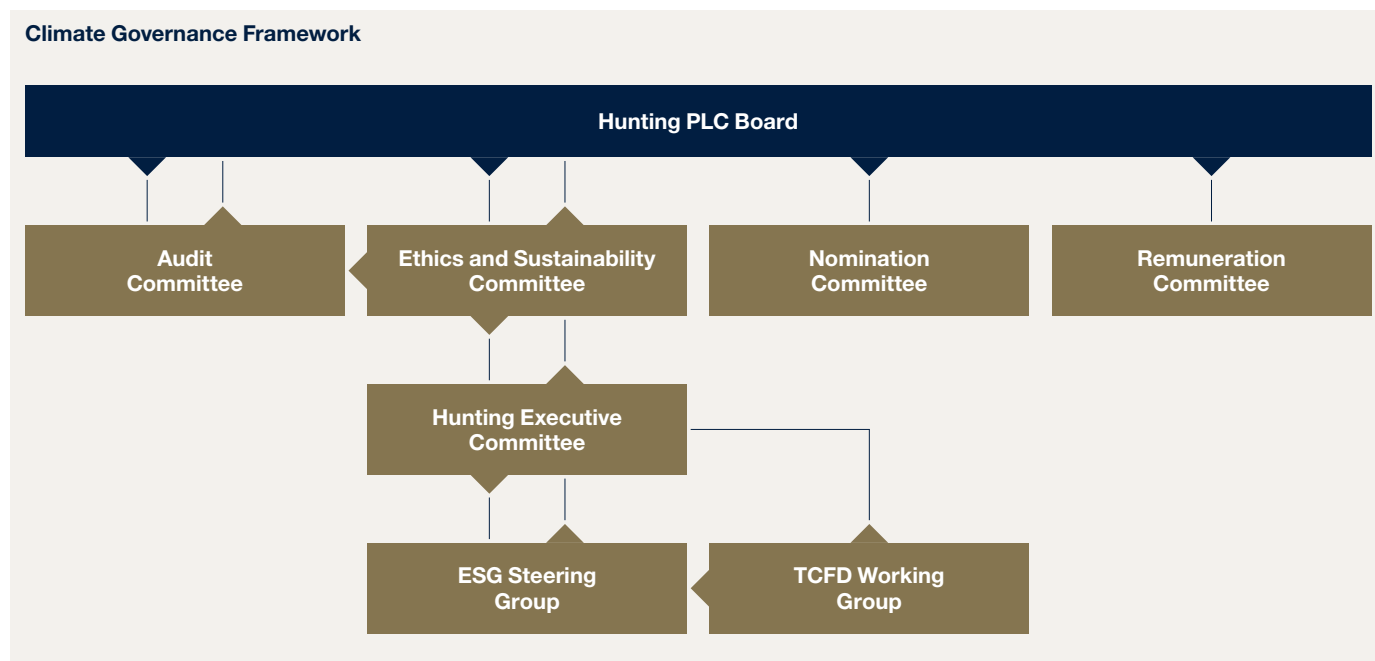 Climate Governance Framework
Hunting PLC Board
Audit
Committee
Ethics and Sustainability
Committee
Nomination
Committee
Remuneration
Committee
Hunting Executive
Committee
ESG Steering
Group
TCFD Working
Group